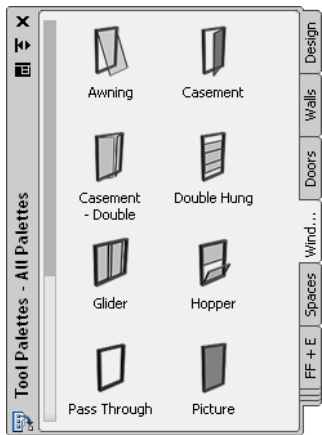 Tool Palettes - All Palettes
Awning
Casement
Casement
- Double
Double Hung
Glider
Hopper
Pass Through
Picture
Design
Walls
Doors
Wind...
Spaces
FF + E